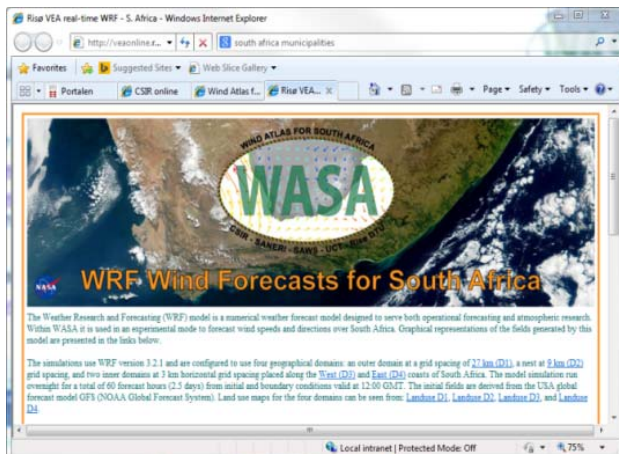 Risø VEA real-time WRF - S. Africa - Windows Internet Explorer
http://veaonline.r... south africa municipalities
Favorites Suggested Sites Web Slice Gallery
Portalen CSIR online Wind Atlas f... Risø VEA... Page Safety Tools
WIND ATLAS FOR SOUTH AFRICA
WASA
CSIR - SANERI - SAWS - UCT - Risø DTU
NASA
WRF Wind Forecasts for South Africa
The Weather Research and Forecasting (WRF) model is a numerical weather forecast model designed to serve both operational forecasting and atmospheric research.
Within WASA it is used in an experimental mode to forecast wind speeds and directions over South Africa. Graphical representations of the fields generated by this
model are presented in the links below.
The simulations use WRF version 3.2.1 and are configured to use four geographical domains: an outer domain at a grid spacing of 27 km (D1), a nest at 9 km (D2)
grid spacing, and two inner domains at 3 km horizontal grid spacing placed along the West (D3) and East (D4) coasts of South Africa. The model simulation run
overnight for a total of 60 forecast hours (2.5 days) from initial and boundary conditions valid at 12:00 GMT. The initial fields are derived from the USA global
forecast model GFS (NOAA Global Forecast System). Land use maps for the four domains can be seen from: Landuse D1, Landuse D2, Landuse D3, and Landuse
D4.
Local intranet | Protected Mode: Off 75%